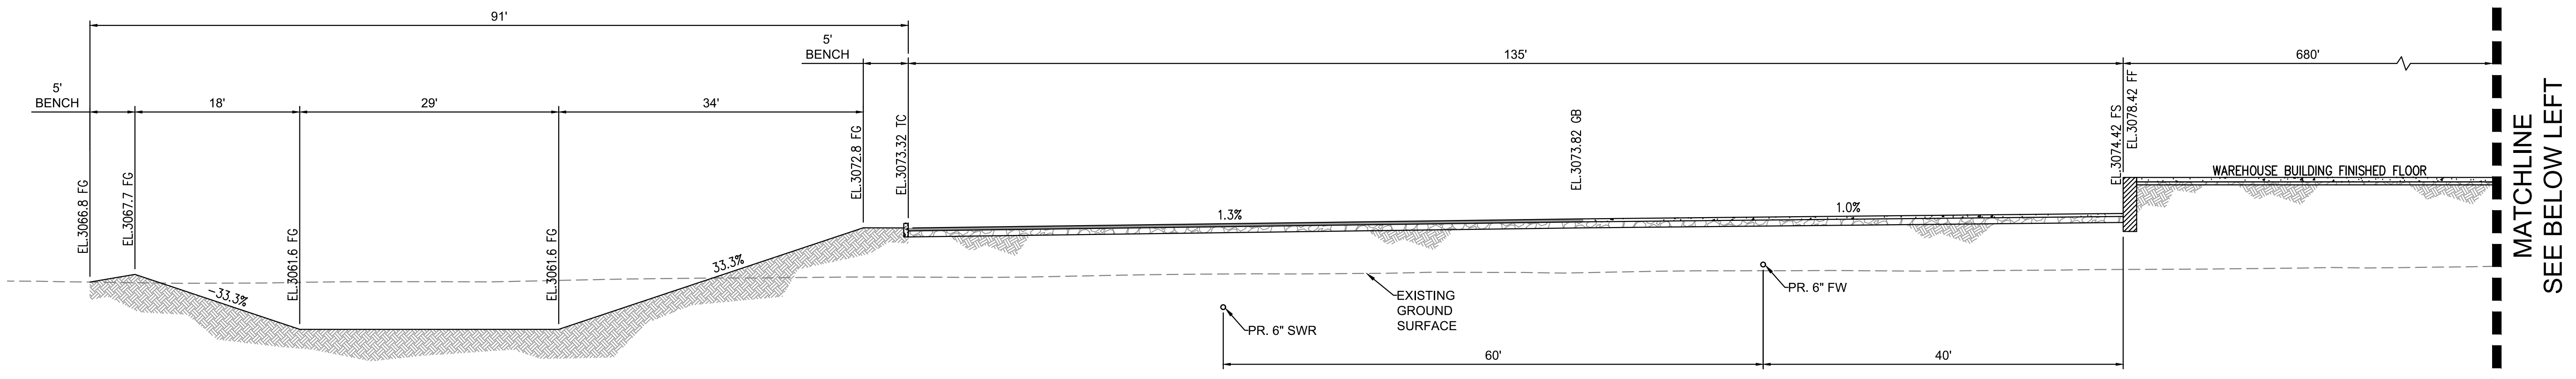 91'
5'
BENCH
135'
680'
5'
BENCH
18'
29'
34'
EL.3066.8 FG
EL.3067.7 FG
EL.3061.6 FG
EL.3061.6 FG
EL.3072.8 FG
EL.3073.32 TC
EL.3073.82 GB
EL.3074.42 FS
EL.3078.42 FF
WAREHOUSE BUILDING FINISHED FLOOR
1.3%
1.0%
-33.3%
33.3%
PR. 6" SWR
EXISTING
GROUND
SURFACE
PR. 6" FW
60'
40'
MATCHLINE
SEE BELOW LEFT